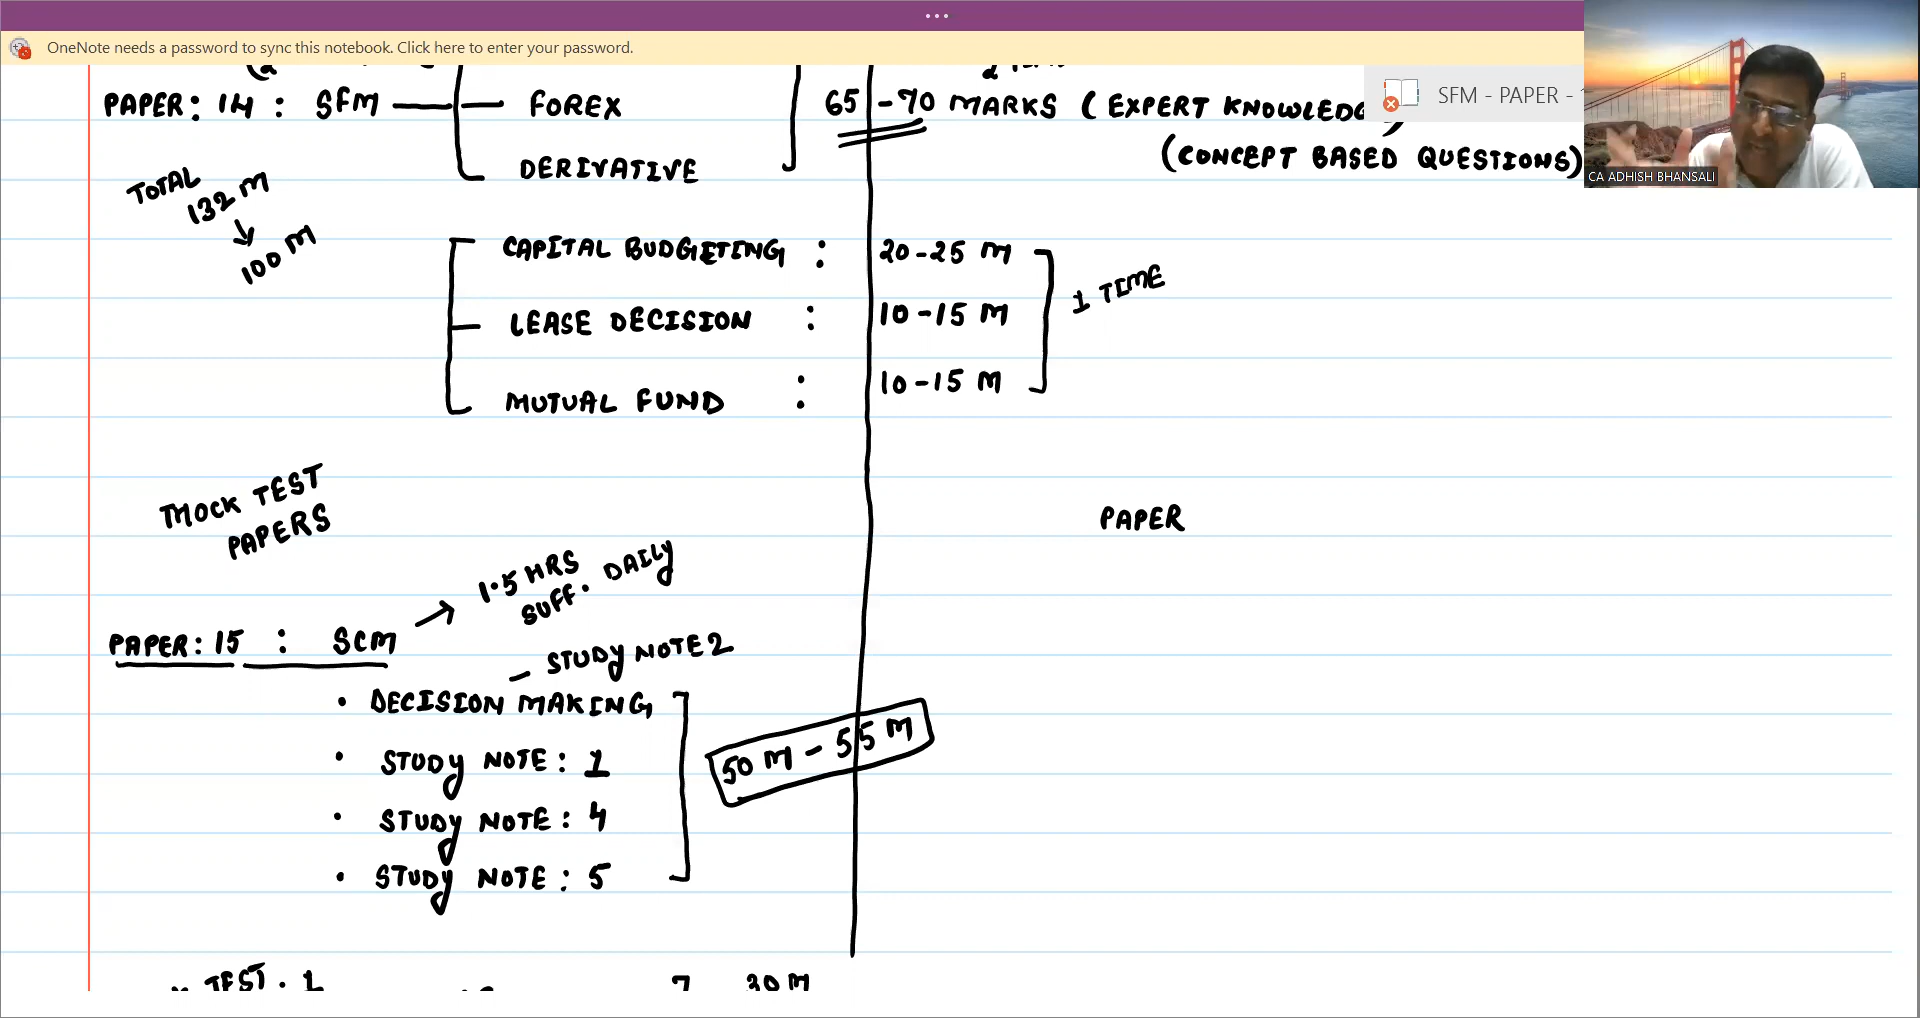 ...
OneNote needs a password to sync this notebook. Click here to enter your password.
SFM - PAPER -
CA ADHISH BHANSALI
PAPER: 14 : SFM — FOREX 65-70 MARKS (EXPERT KNOWLEDG
DERIVATIVE (CONCEPT BASED QUESTIONS)
TOTAL
132 M
↓
100 M
CAPITAL BUDGETING : 20-25 M
LEASE DECISION : 10-15 M
MUTUAL FUND : 10-15 M
1 TIME
MOCK TEST
PAPERS
PAPER
PAPER: 15 : SCM → 1.5 HRS
SUFF. DAILY
– STUDY NOTE 2
• DECISION MAKING
• STUDY NOTE: 1
• STUDY NOTE: 4
• STUDY NOTE: 5
50 M - 55 M
TEST. 1
30 M